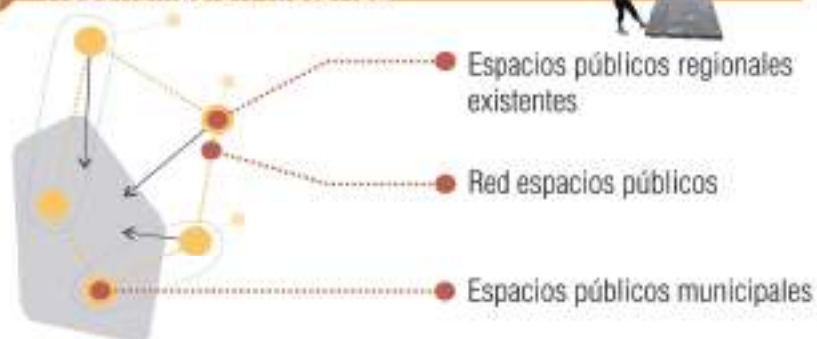 Espacios públicos regionales
existentes
Red espacios públicos
Espacios públicos municipales